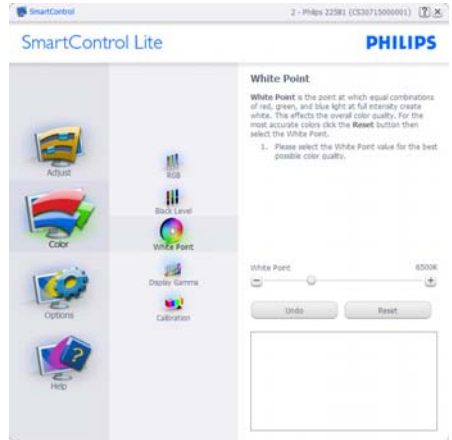 SmartControl
2 - Philips 225B1 (CS30715000001)
SmartControl Lite
PHILIPS
Adjust
Color
Options
Help
RGB
Black Level
White Point
Display Gamma
Calibration
White Point
White Point is the point at which equal combinations
of red, green, and blue light at full intensity create
white. This effects the overall color quality. For the
most accurate colors click the Reset button then
select the White Point.
1. Please select the White Point value for the best
possible color quality.
White Point
6500K
Undo
Reset